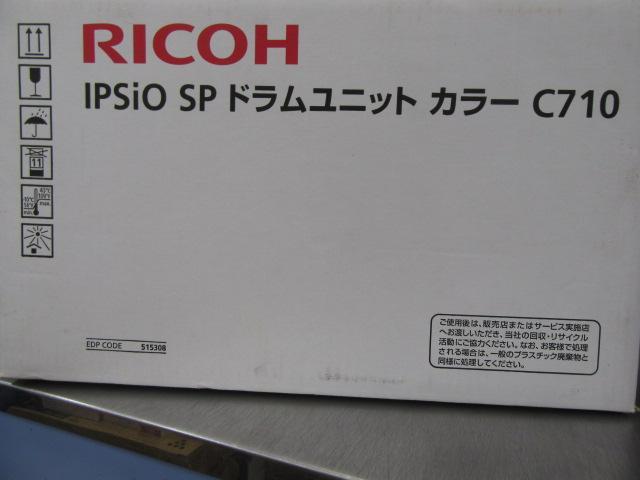 RICOH
IPSiO SP ドラムユニット カラー C710
11
EDP CODE 515308
ご使用後は、販売店またはサービス実施店
へお渡しいただき、当社の回収・リサイクル
活動にご協力ください。なお、お客様で処理
される場合は、一般のプラスチック廃棄物と
同様に処理してください。